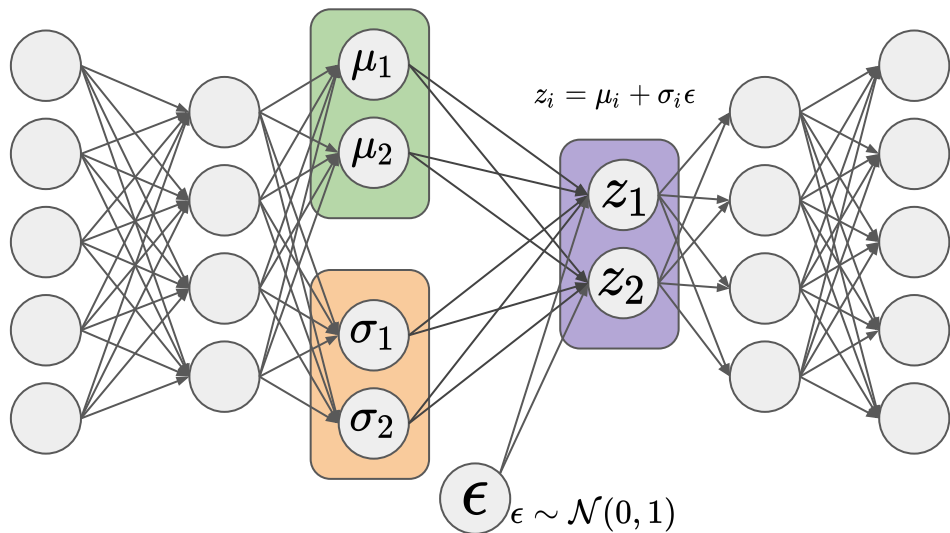 μ₁
μ₂
zᵢ = μᵢ + σᵢϵ
z₁
z₂
σ₁
σ₂
ϵ
ϵ ∼ 𝒩(0, 1)